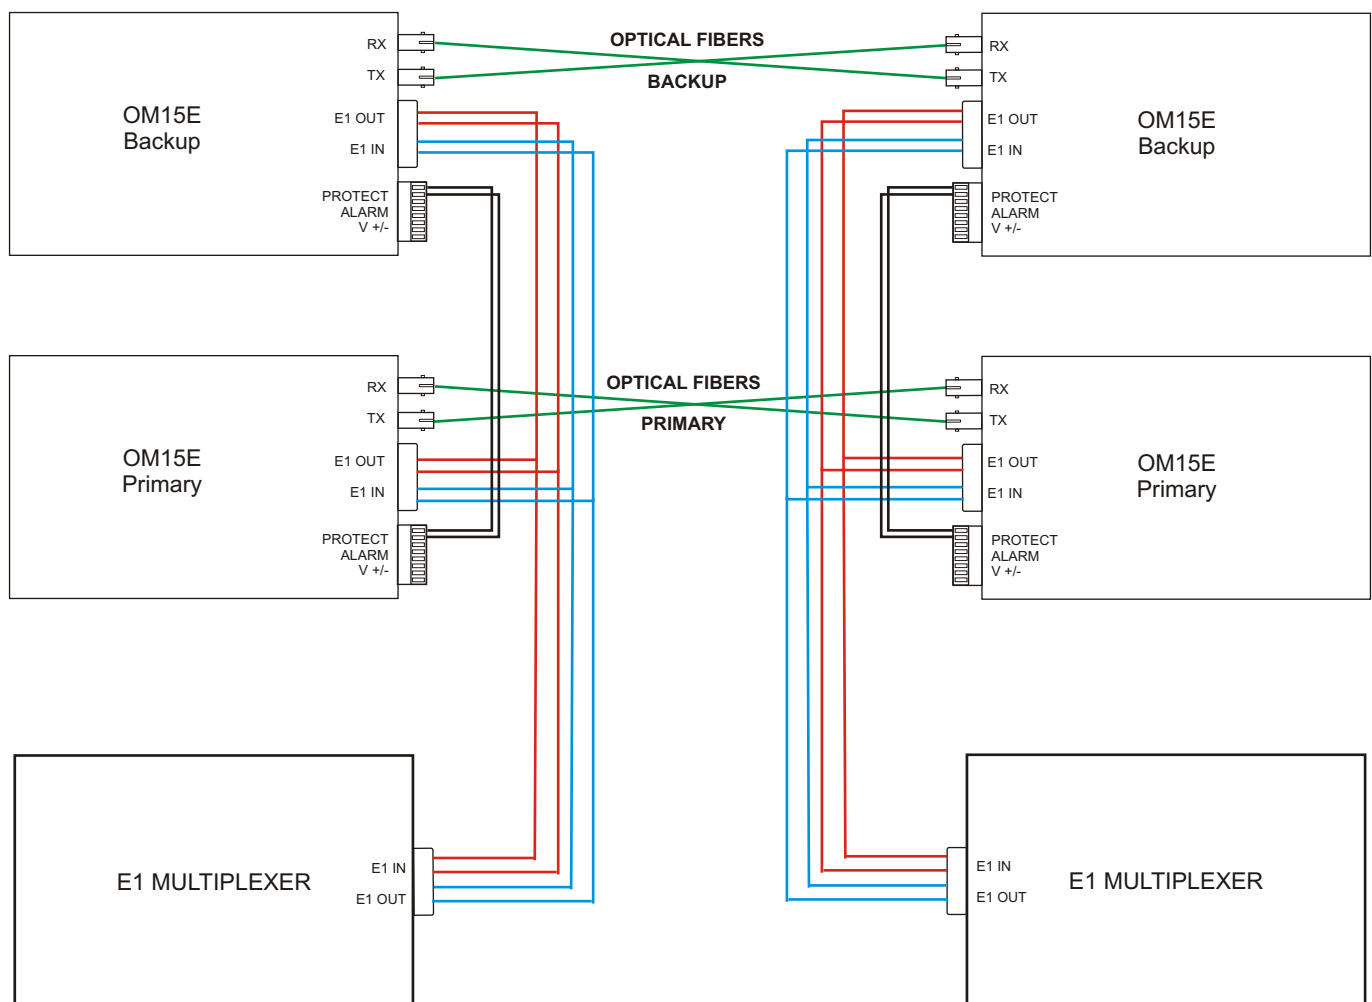 OPTICAL FIBERS
BACKUP
RX
TX
OM15E
Backup
E1 OUT
E1 IN
PROTECT
ALARM
V +/-
RX
TX
E1 OUT
E1 IN
OM15E
Backup
PROTECT
ALARM
V +/-
OPTICAL FIBERS
PRIMARY
RX
TX
OM15E
Primary
E1 OUT
E1 IN
PROTECT
ALARM
V +/-
RX
TX
E1 OUT
E1 IN
OM15E
Primary
PROTECT
ALARM
V +/-
E1 MULTIPLEXER
E1 IN
E1 OUT
E1 IN
E1 OUT
E1 MULTIPLEXER